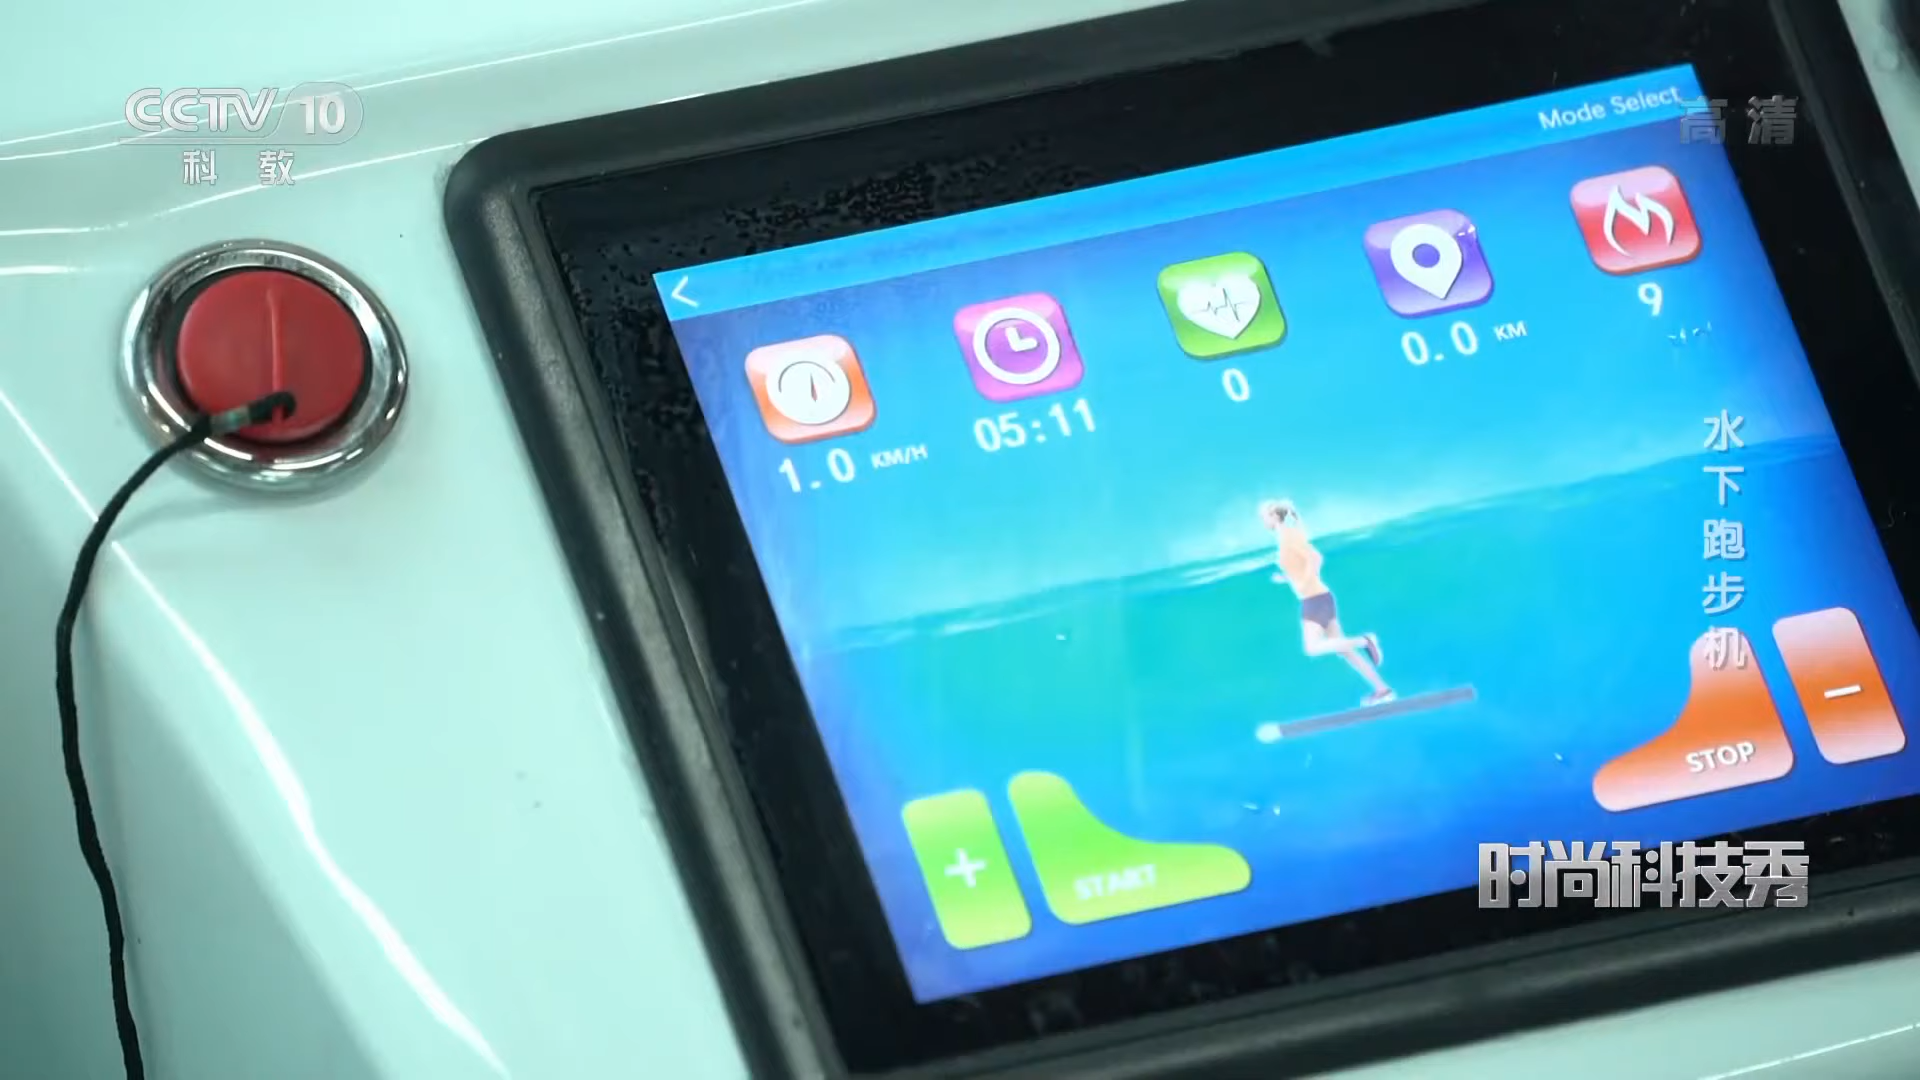 CCTV 10
科 教
高清
Mode Select
1.0 KM/H
05:11
0
0.0 KM
9
水下跑步机
+
START
STOP
−
时尚科技秀